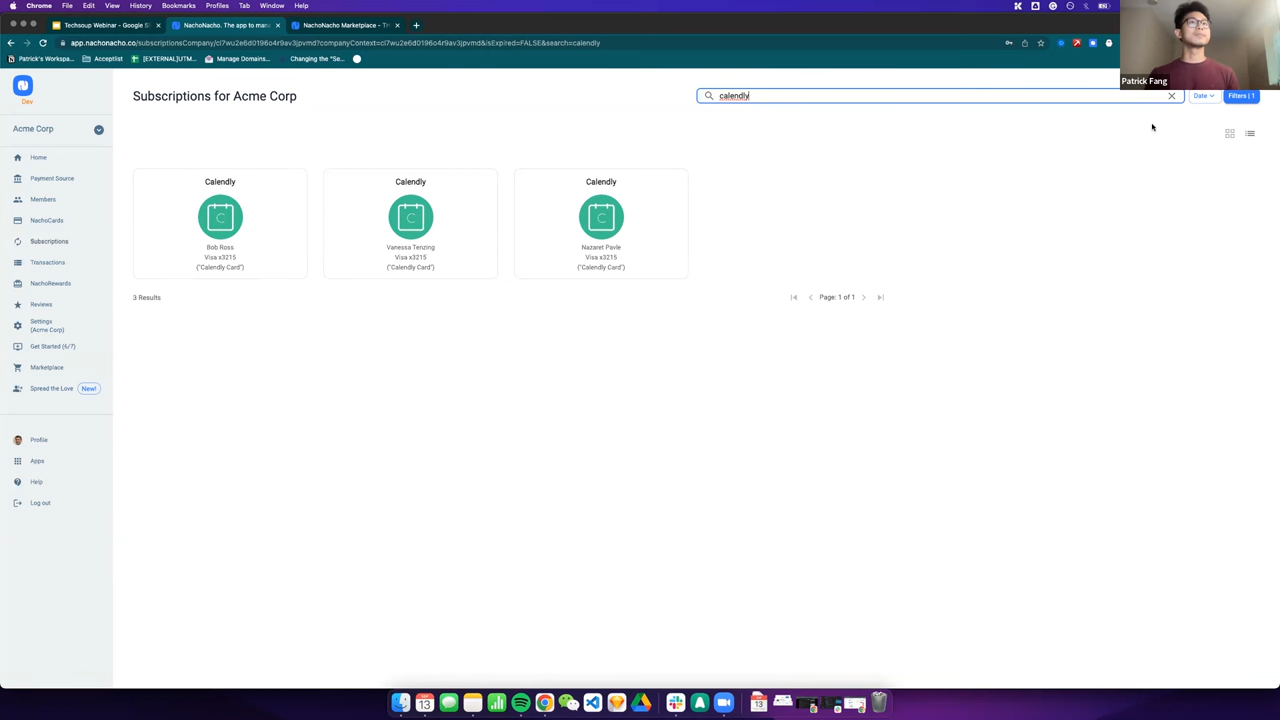 Chrome File Edit View History Bookmarks Profiles Tab Window Help
Techsoup Webinar - Google Sl
NachoNacho. The app to mana
NachoNacho Marketplace - Th
app.nachonacho.co/subscriptionsCompany/cl7wu2e6d0196o4r9av3jpvmd?companyContext=cl7wu2e6d0196o4r9av3jpvmd&isExpired=FALSE&search=calendly
Patrick's Workspa...
Acceptlist
[EXTERNAL]UTM...
Manage Domains...
Changing the "Se...
Patrick Fang
Dev
Subscriptions for Acme Corp
calendly
Date
Filters | 1
Acme Corp
Home
Payment Source
Members
NachoCards
Subscriptions
Transactions
NachoRewards
Reviews
Settings
(Acme Corp)
Get Started (6/7)
Marketplace
Spread the Love New!
Profile
Apps
Help
Log out
Calendly
C
Bob Ross
Visa x3215
("Calendly Card")
Calendly
C
Vanessa Tenzing
Visa x3215
("Calendly Card")
Calendly
C
Nazaret Pavle
Visa x3215
("Calendly Card")
3 Results
Page: 1 of 1
13
13